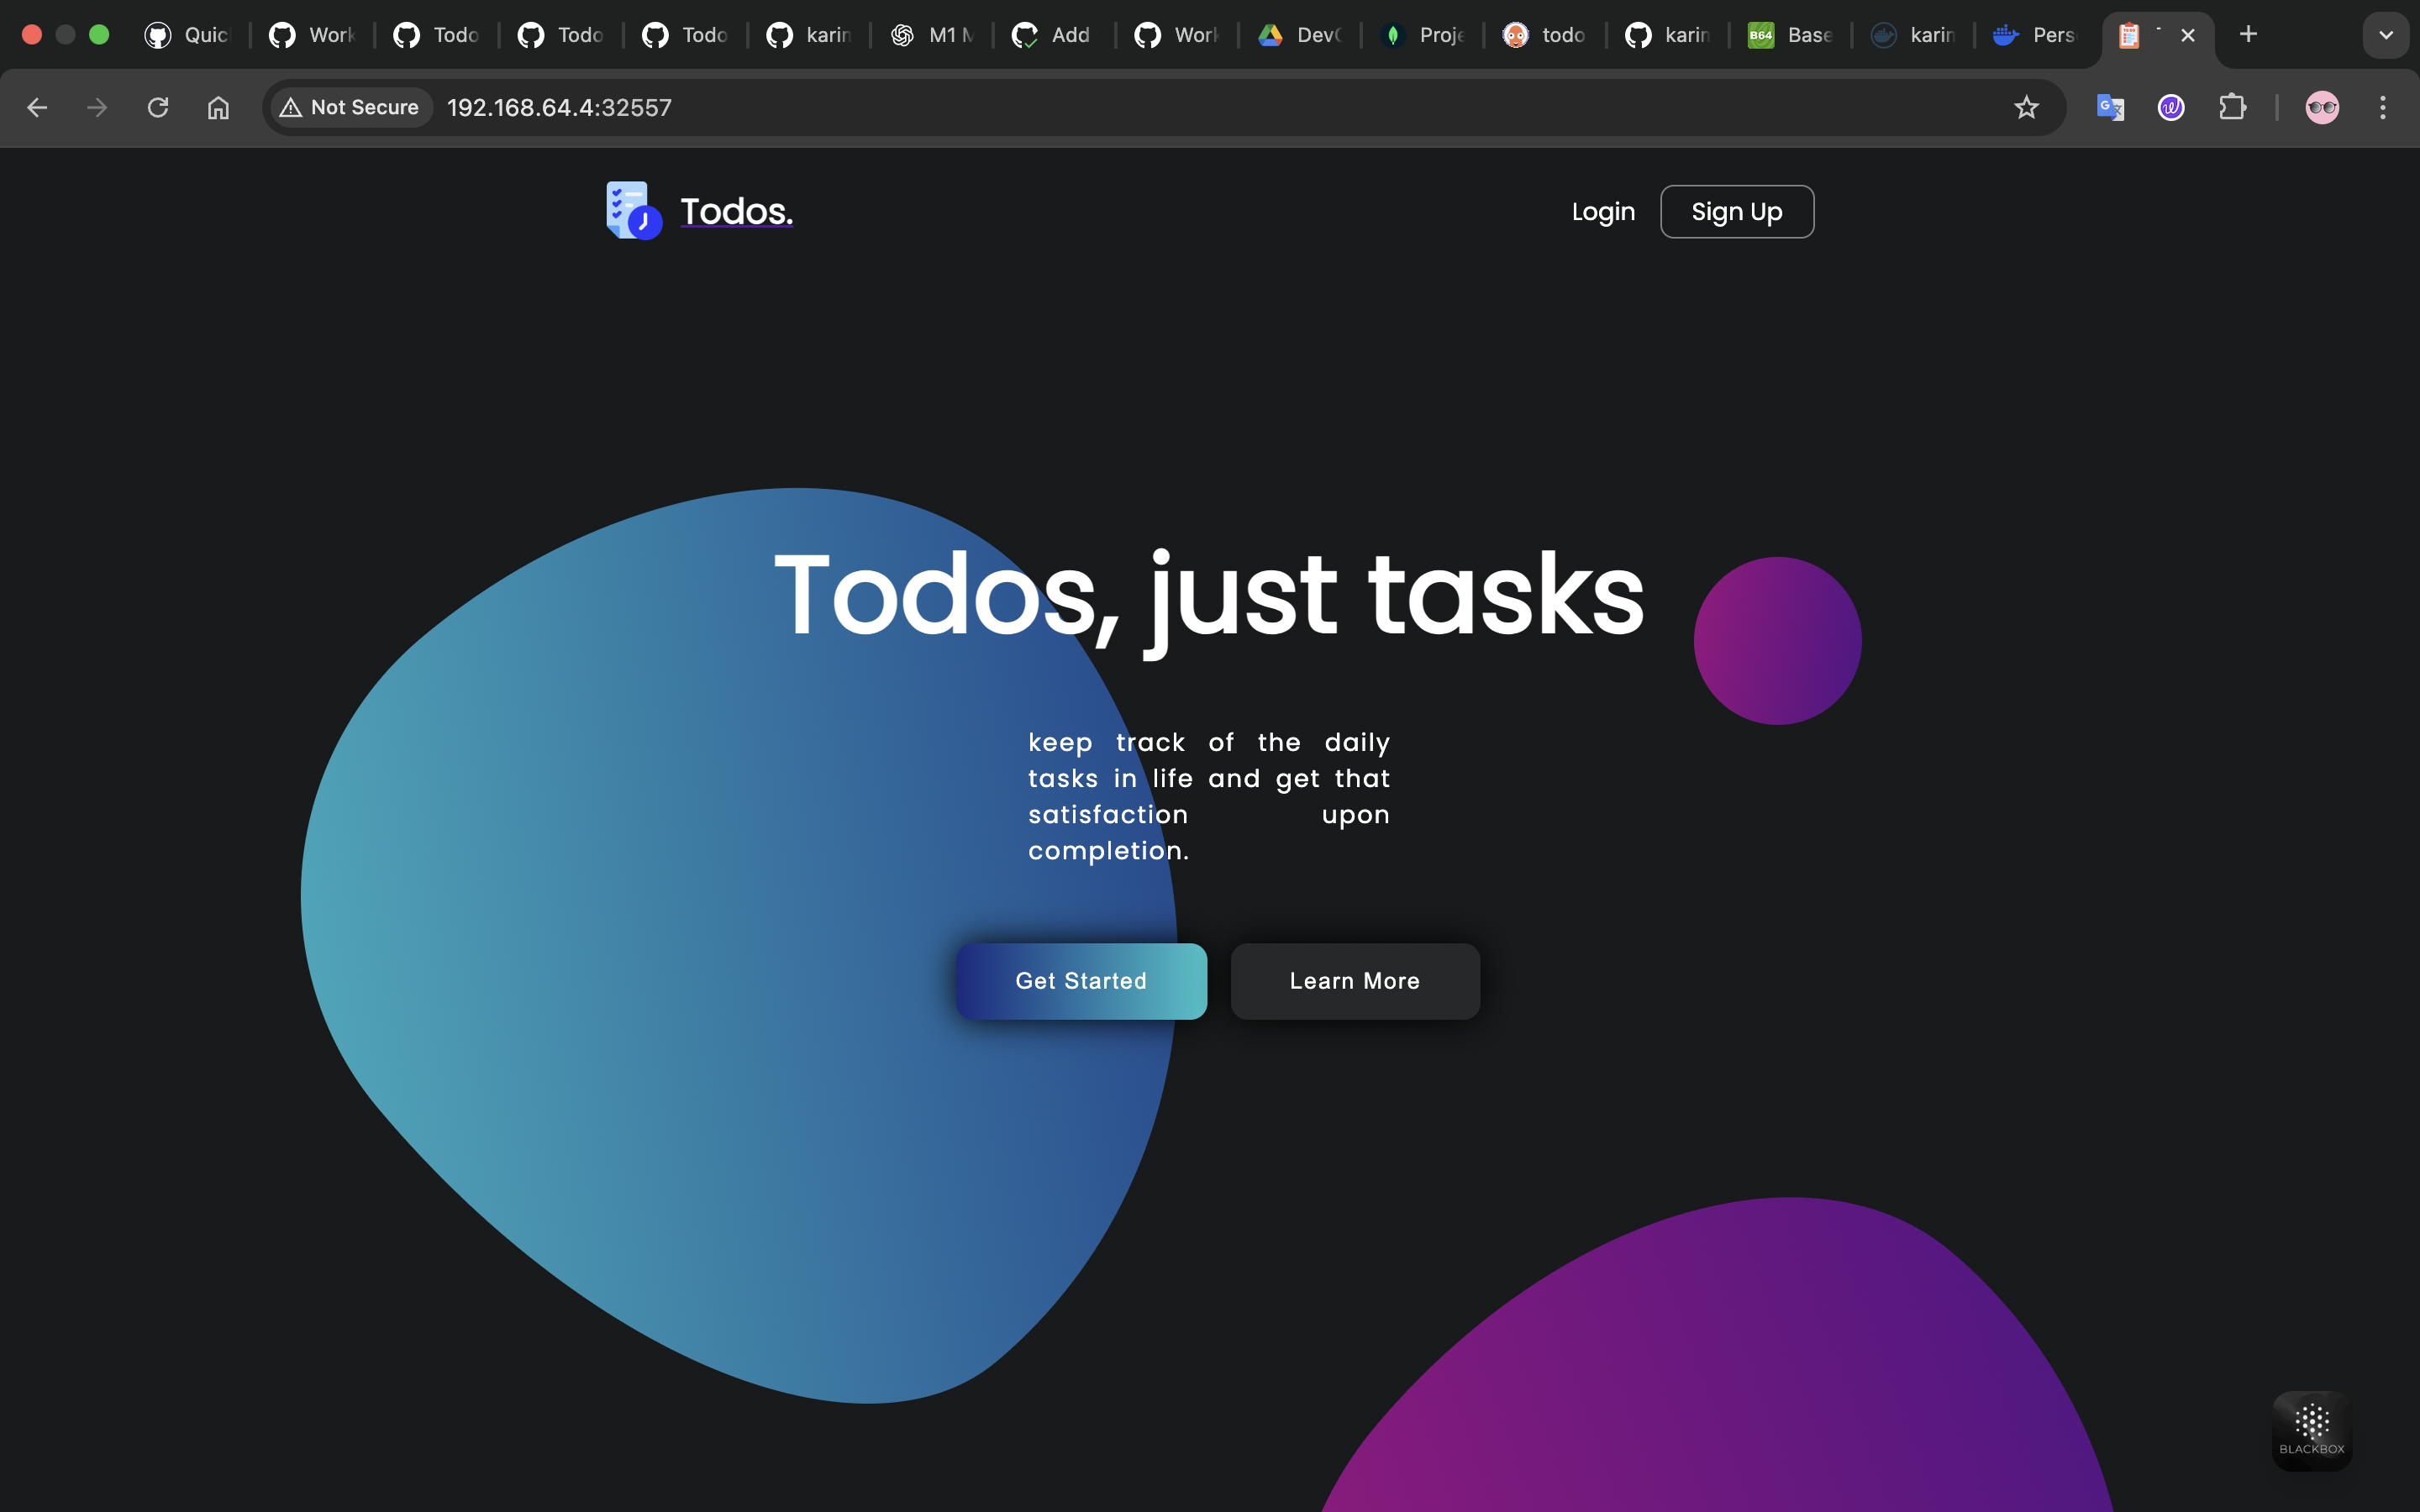 Quic
Work
Todo
Todo
Todo
karin
M1 M
Add
Work
Dev
Proje
todo
karin
B64
Base
karin
Pers
Not Secure
192.168.64.4:32557
Todos.
Login
Sign Up
Todos, just tasks
keep track of the daily
tasks in life and get that
satisfaction upon
completion.
Get Started
Learn More
BLACKBOX